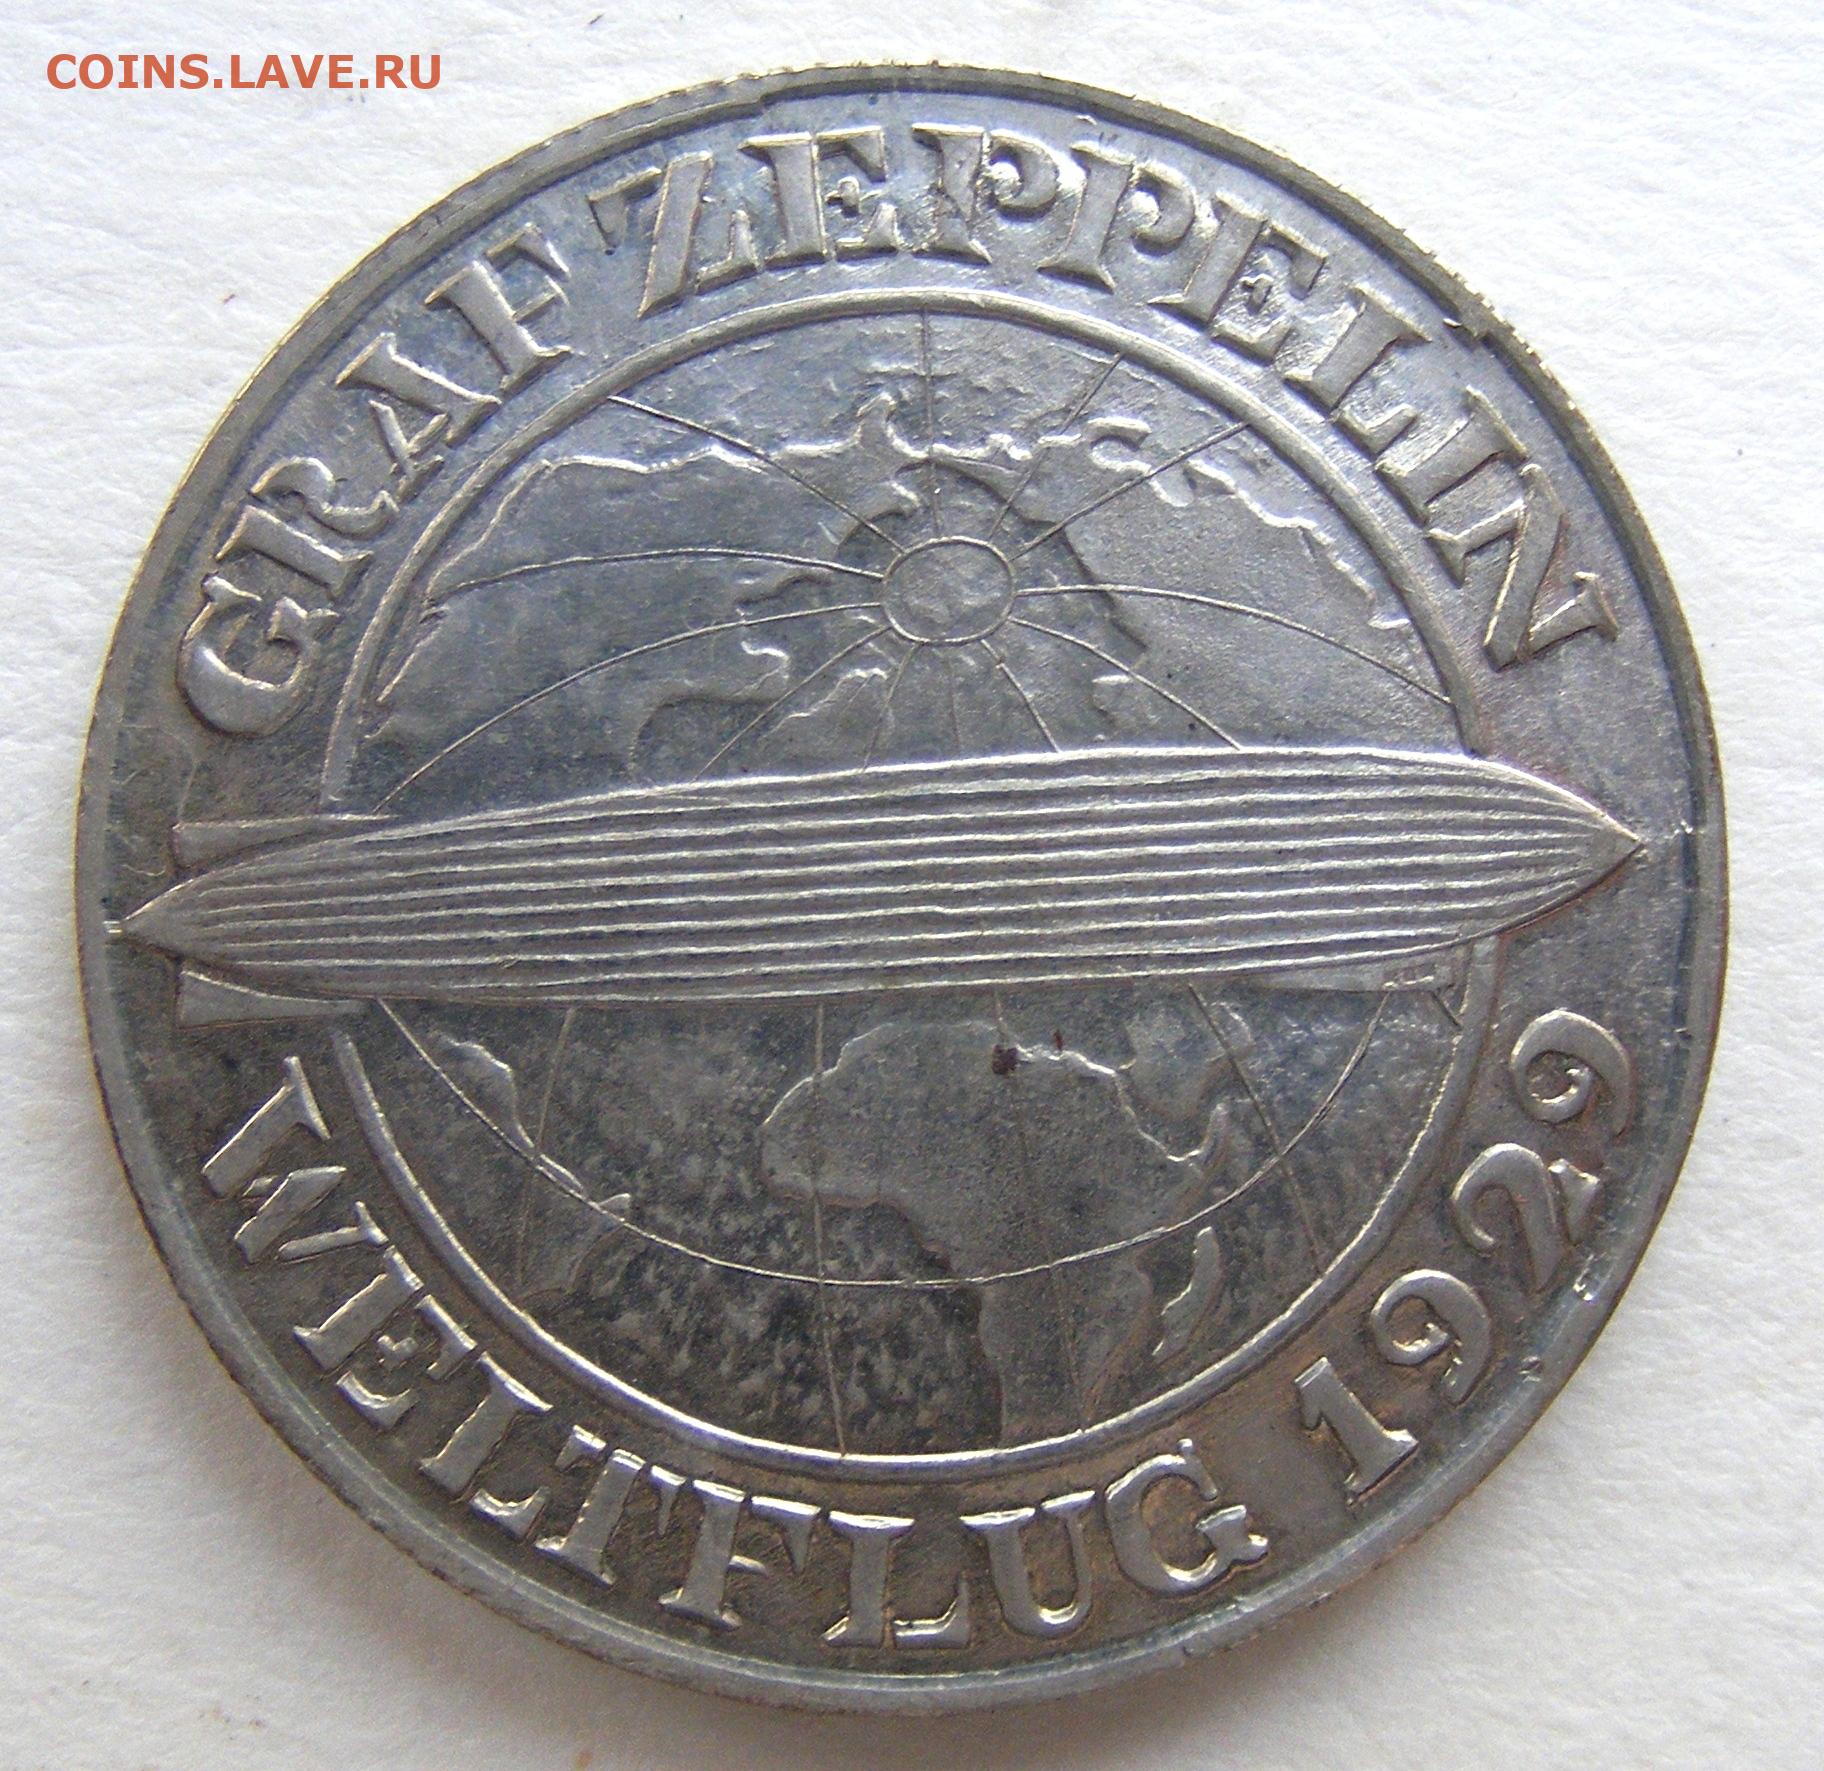 COINS.LAVE.RU
GRAF ZEPPELIN
WELTFLUG 1929